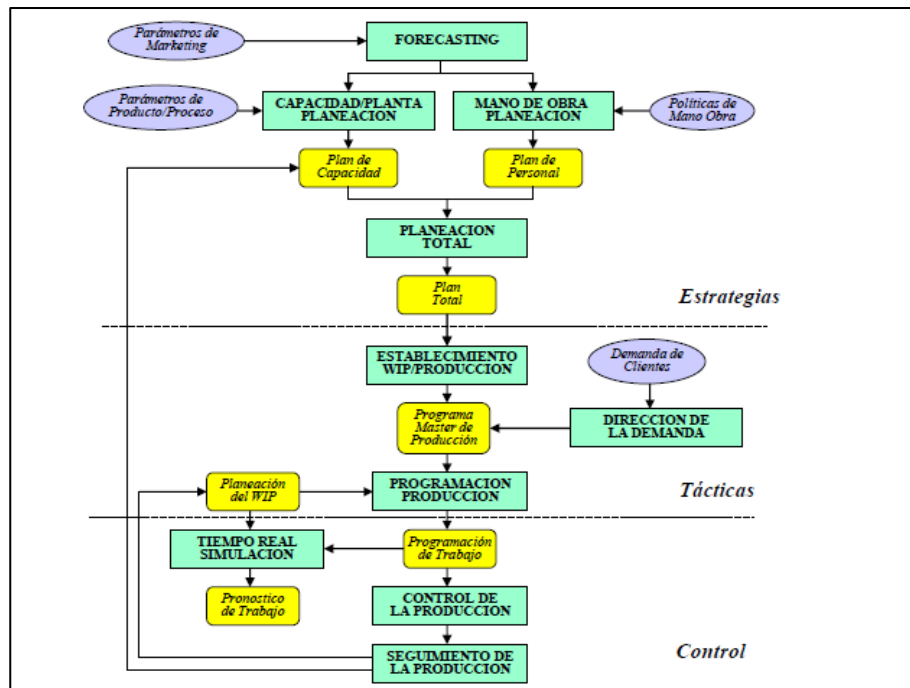 Parámetros de
Marketing
FORECASTING
Parámetros de
Producto/Proceso
CAPACIDAD/PLANTA
PLANEACION
MANO DE OBRA
PLANEACION
Políticas de
Mano Obra
Plan de
Capacidad
Plan de
Personal
PLANEACION
TOTAL
Plan
Total
Estrategias
ESTABLECIMIENTO
WIP/PRODUCCION
Demanda de
Clientes
Programa
Master de
Producción
DIRECCION DE
LA DEMANDA
Planeación
del WIP
PROGRAMACION
PRODUCCION
Tácticas
TIEMPO REAL
SIMULACION
Programación
de Trabajo
Pronostico
de Trabajo
CONTROL DE
LA PRODUCCION
SEGUIMIENTO DE
LA PRODUCCION
Control